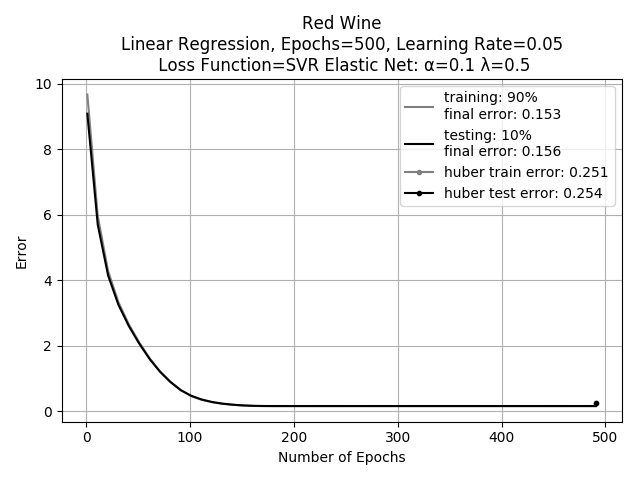 Red Wine
Linear Regression, Epochs=500, Learning Rate=0.05
Loss Function=SVR Elastic Net: α=0.1 λ=0.5
training: 90%
final error: 0.153
testing: 10%
final error: 0.156
huber train error: 0.251
huber test error: 0.254
Error
10
8
6
4
2
0
0 100 200 300 400 500
Number of Epochs